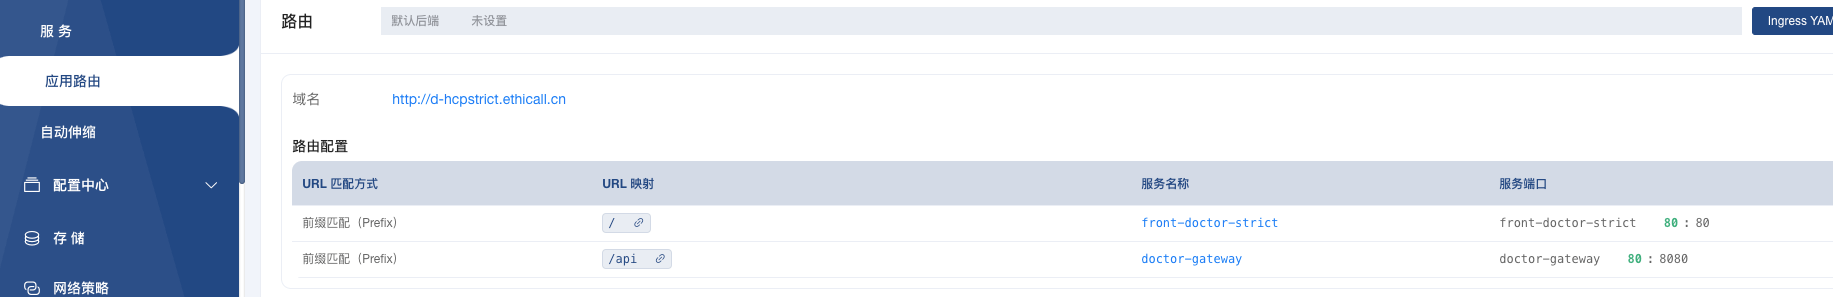 服 务
应用路由
自动伸缩
配置中心
存 储
网络策略
路由
默认后端 未设置
Ingress YAM
域名 http://d-hcpstrict.ethicall.cn
路由配置
URL 匹配方式 URL 映射 服务名称 服务端口
前缀匹配（Prefix） / front-doctor-strict front-doctor-strict 80 : 80
前缀匹配（Prefix） /api doctor-gateway doctor-gateway 80 : 8080